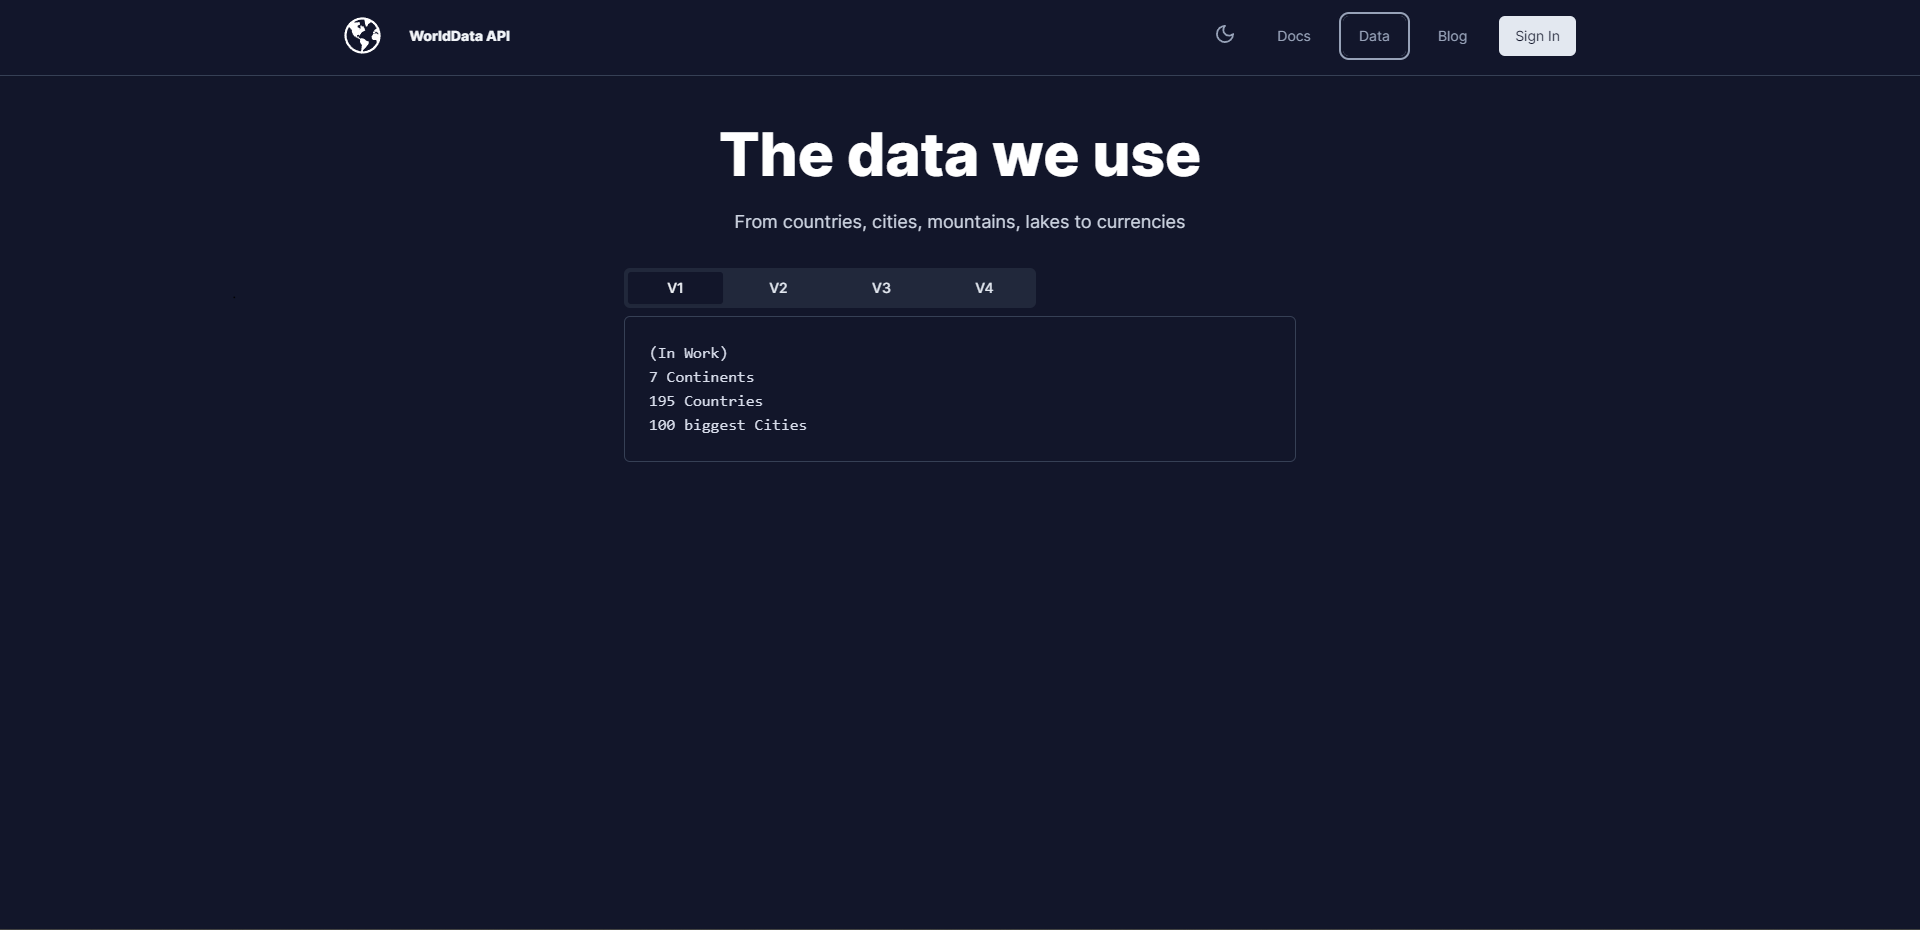 WorldData API
Docs
Data
Blog
Sign In
The data we use
From countries, cities, mountains, lakes to currencies
V1
V2
V3
V4
(In Work)
7 Continents
195 Countries
100 biggest Cities